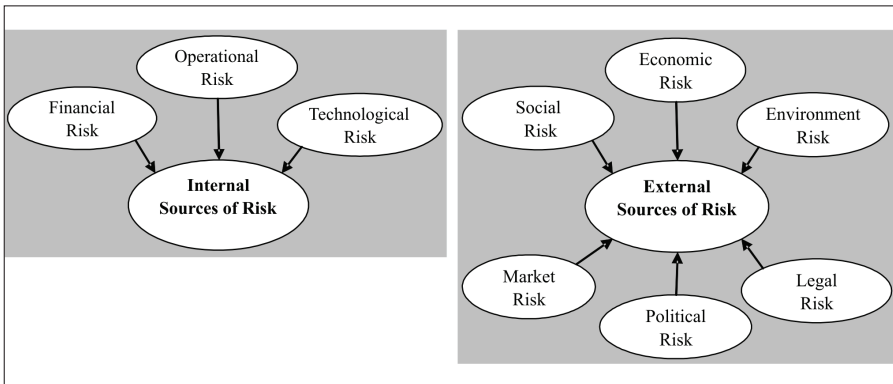 Operational
Risk
Financial
Risk
Technological
Risk
Internal
Sources of Risk
Economic
Risk
Social
Risk
Environment
Risk
External
Sources of Risk
Market
Risk
Political
Risk
Legal
Risk